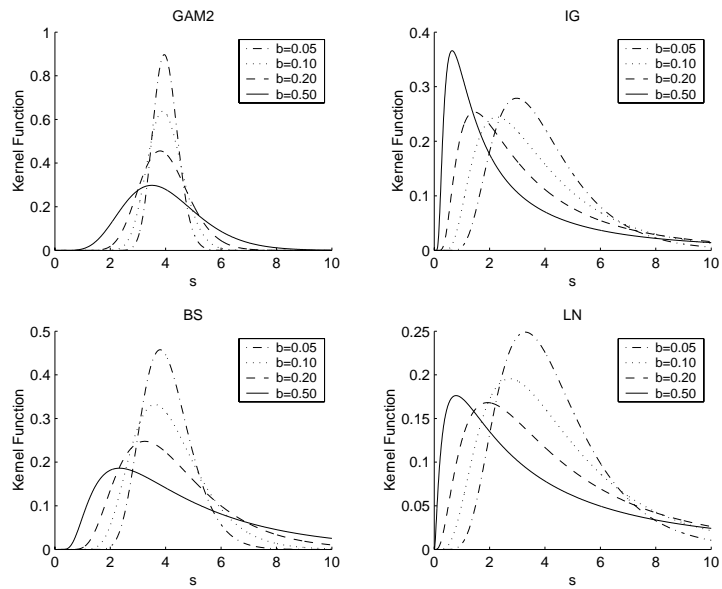 GAM2
1
0.8
0.6
0.4
0.2
0
Kernel Function
0 2 4 6 8 10
s
b=0.05
b=0.10
b=0.20
b=0.50
IG
0.4
0.3
0.2
0.1
0
Kernel Function
0 2 4 6 8 10
s
b=0.05
b=0.10
b=0.20
b=0.50
BS
0.5
0.4
0.3
0.2
0.1
0
Kernel Function
0 2 4 6 8 10
s
b=0.05
b=0.10
b=0.20
b=0.50
LN
0.25
0.2
0.15
0.1
0.05
0
Kernel Function
0 2 4 6 8 10
s
b=0.05
b=0.10
b=0.20
b=0.50